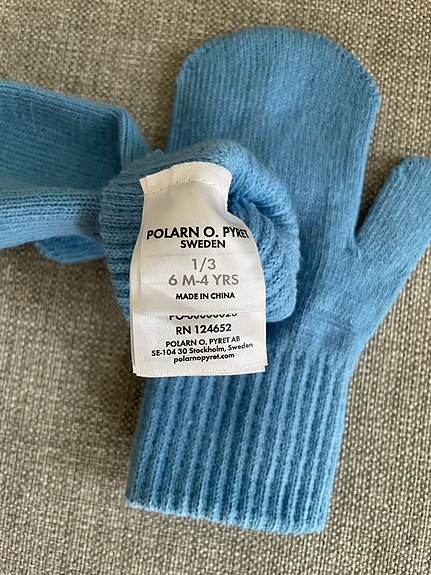 POLARN O. PYRET
SWEDEN
1/3
6 M-4 YRS
MADE IN CHINA
RN 124652
POLARN O. PYRET AB
SE-104 30 Stockholm, Sweden
polarnopyret.com